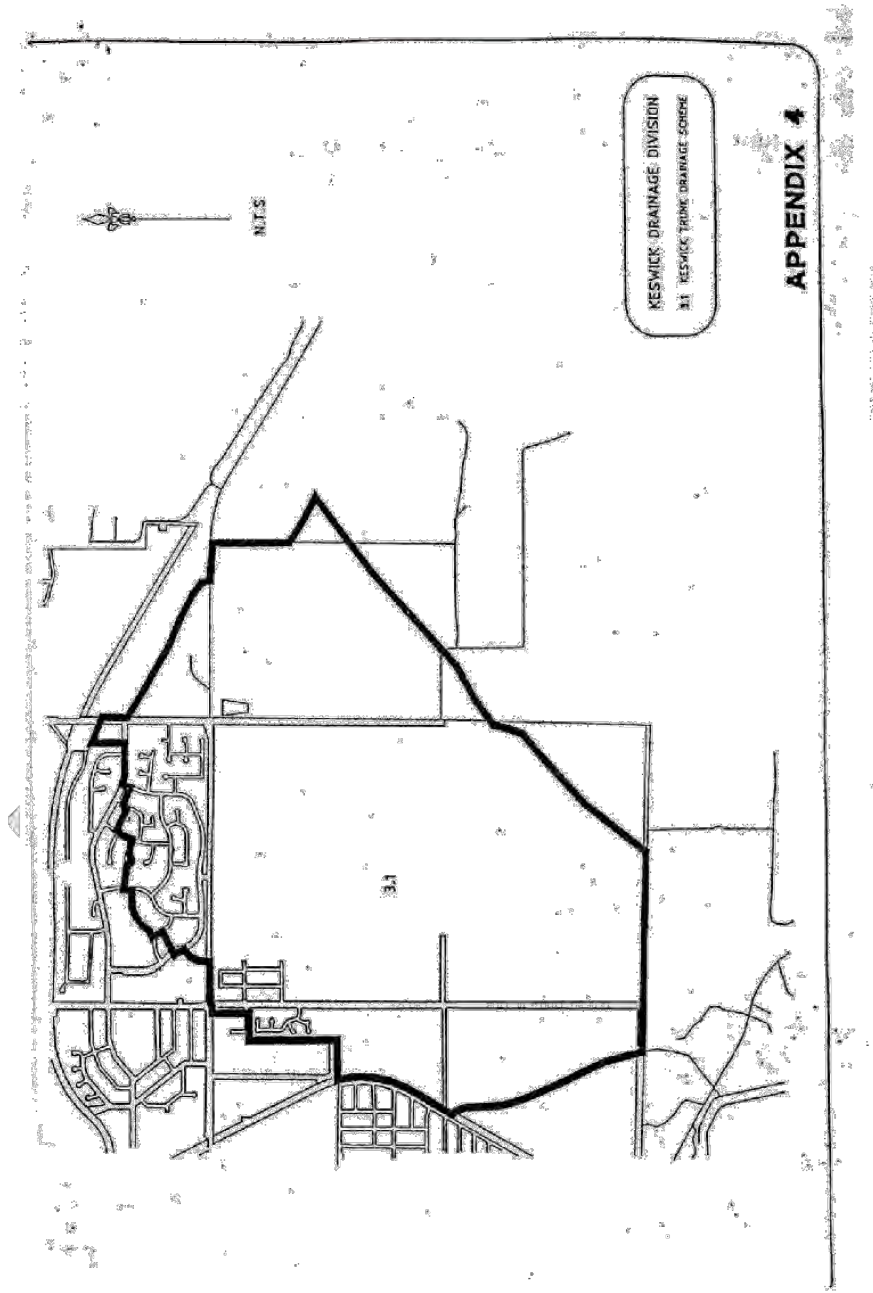 N.T.S
KESWICK DRAINAGE DIVISION
3.1 KESWICK TRUNK DRAINAGE SCHEME
APPENDIX 4
3.1